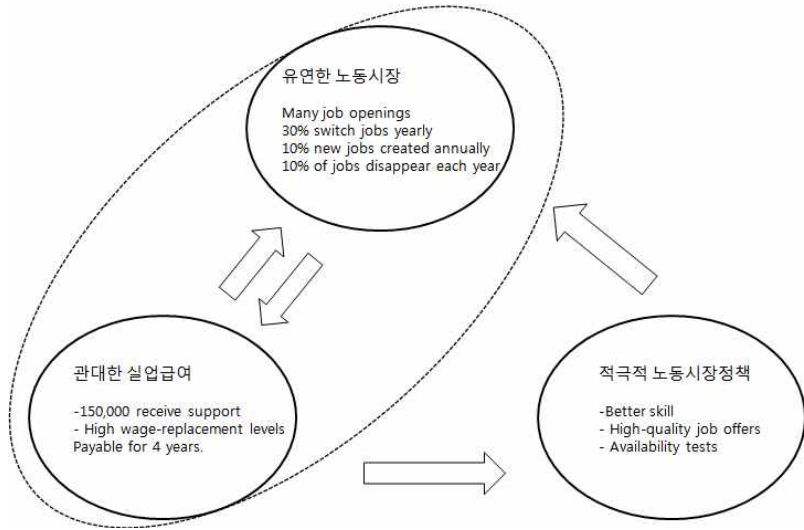 유연한 노동시장
Many job openings
30% switch jobs yearly
10% new jobs created annually
10% of jobs disappear each year
관대한 실업급여
-150,000 receive support
- High wage-replacement levels
Payable for 4 years.
적극적 노동시장정책
-Better skill
- High-quality job offers
- Availability tests